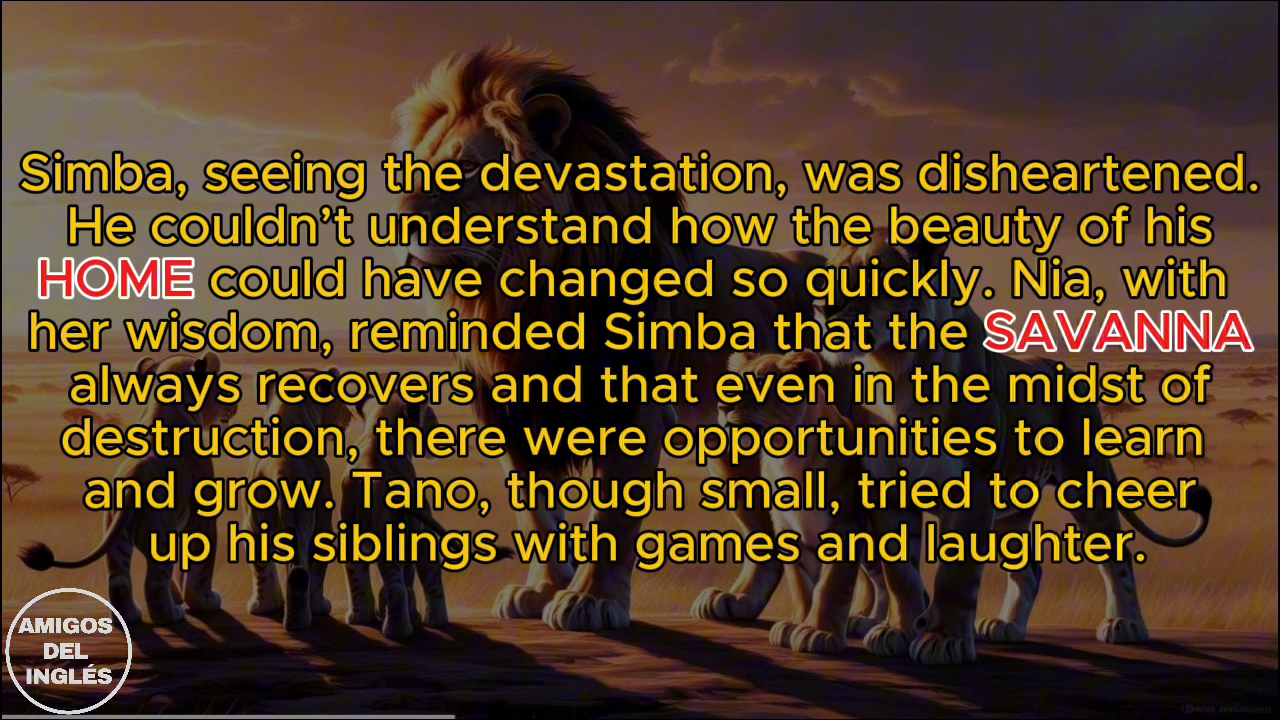 Simba, seeing the devastation, was disheartened.
He couldn’t understand how the beauty of his
HOME could have changed so quickly. Nia, with
her wisdom, reminded Simba that the SAVANNA
always recovers and that even in the midst of
destruction, there were opportunities to learn
and grow. Tano, though small, tried to cheer
up his siblings with games and laughter.
AMIGOS
DEL
INGLÉS